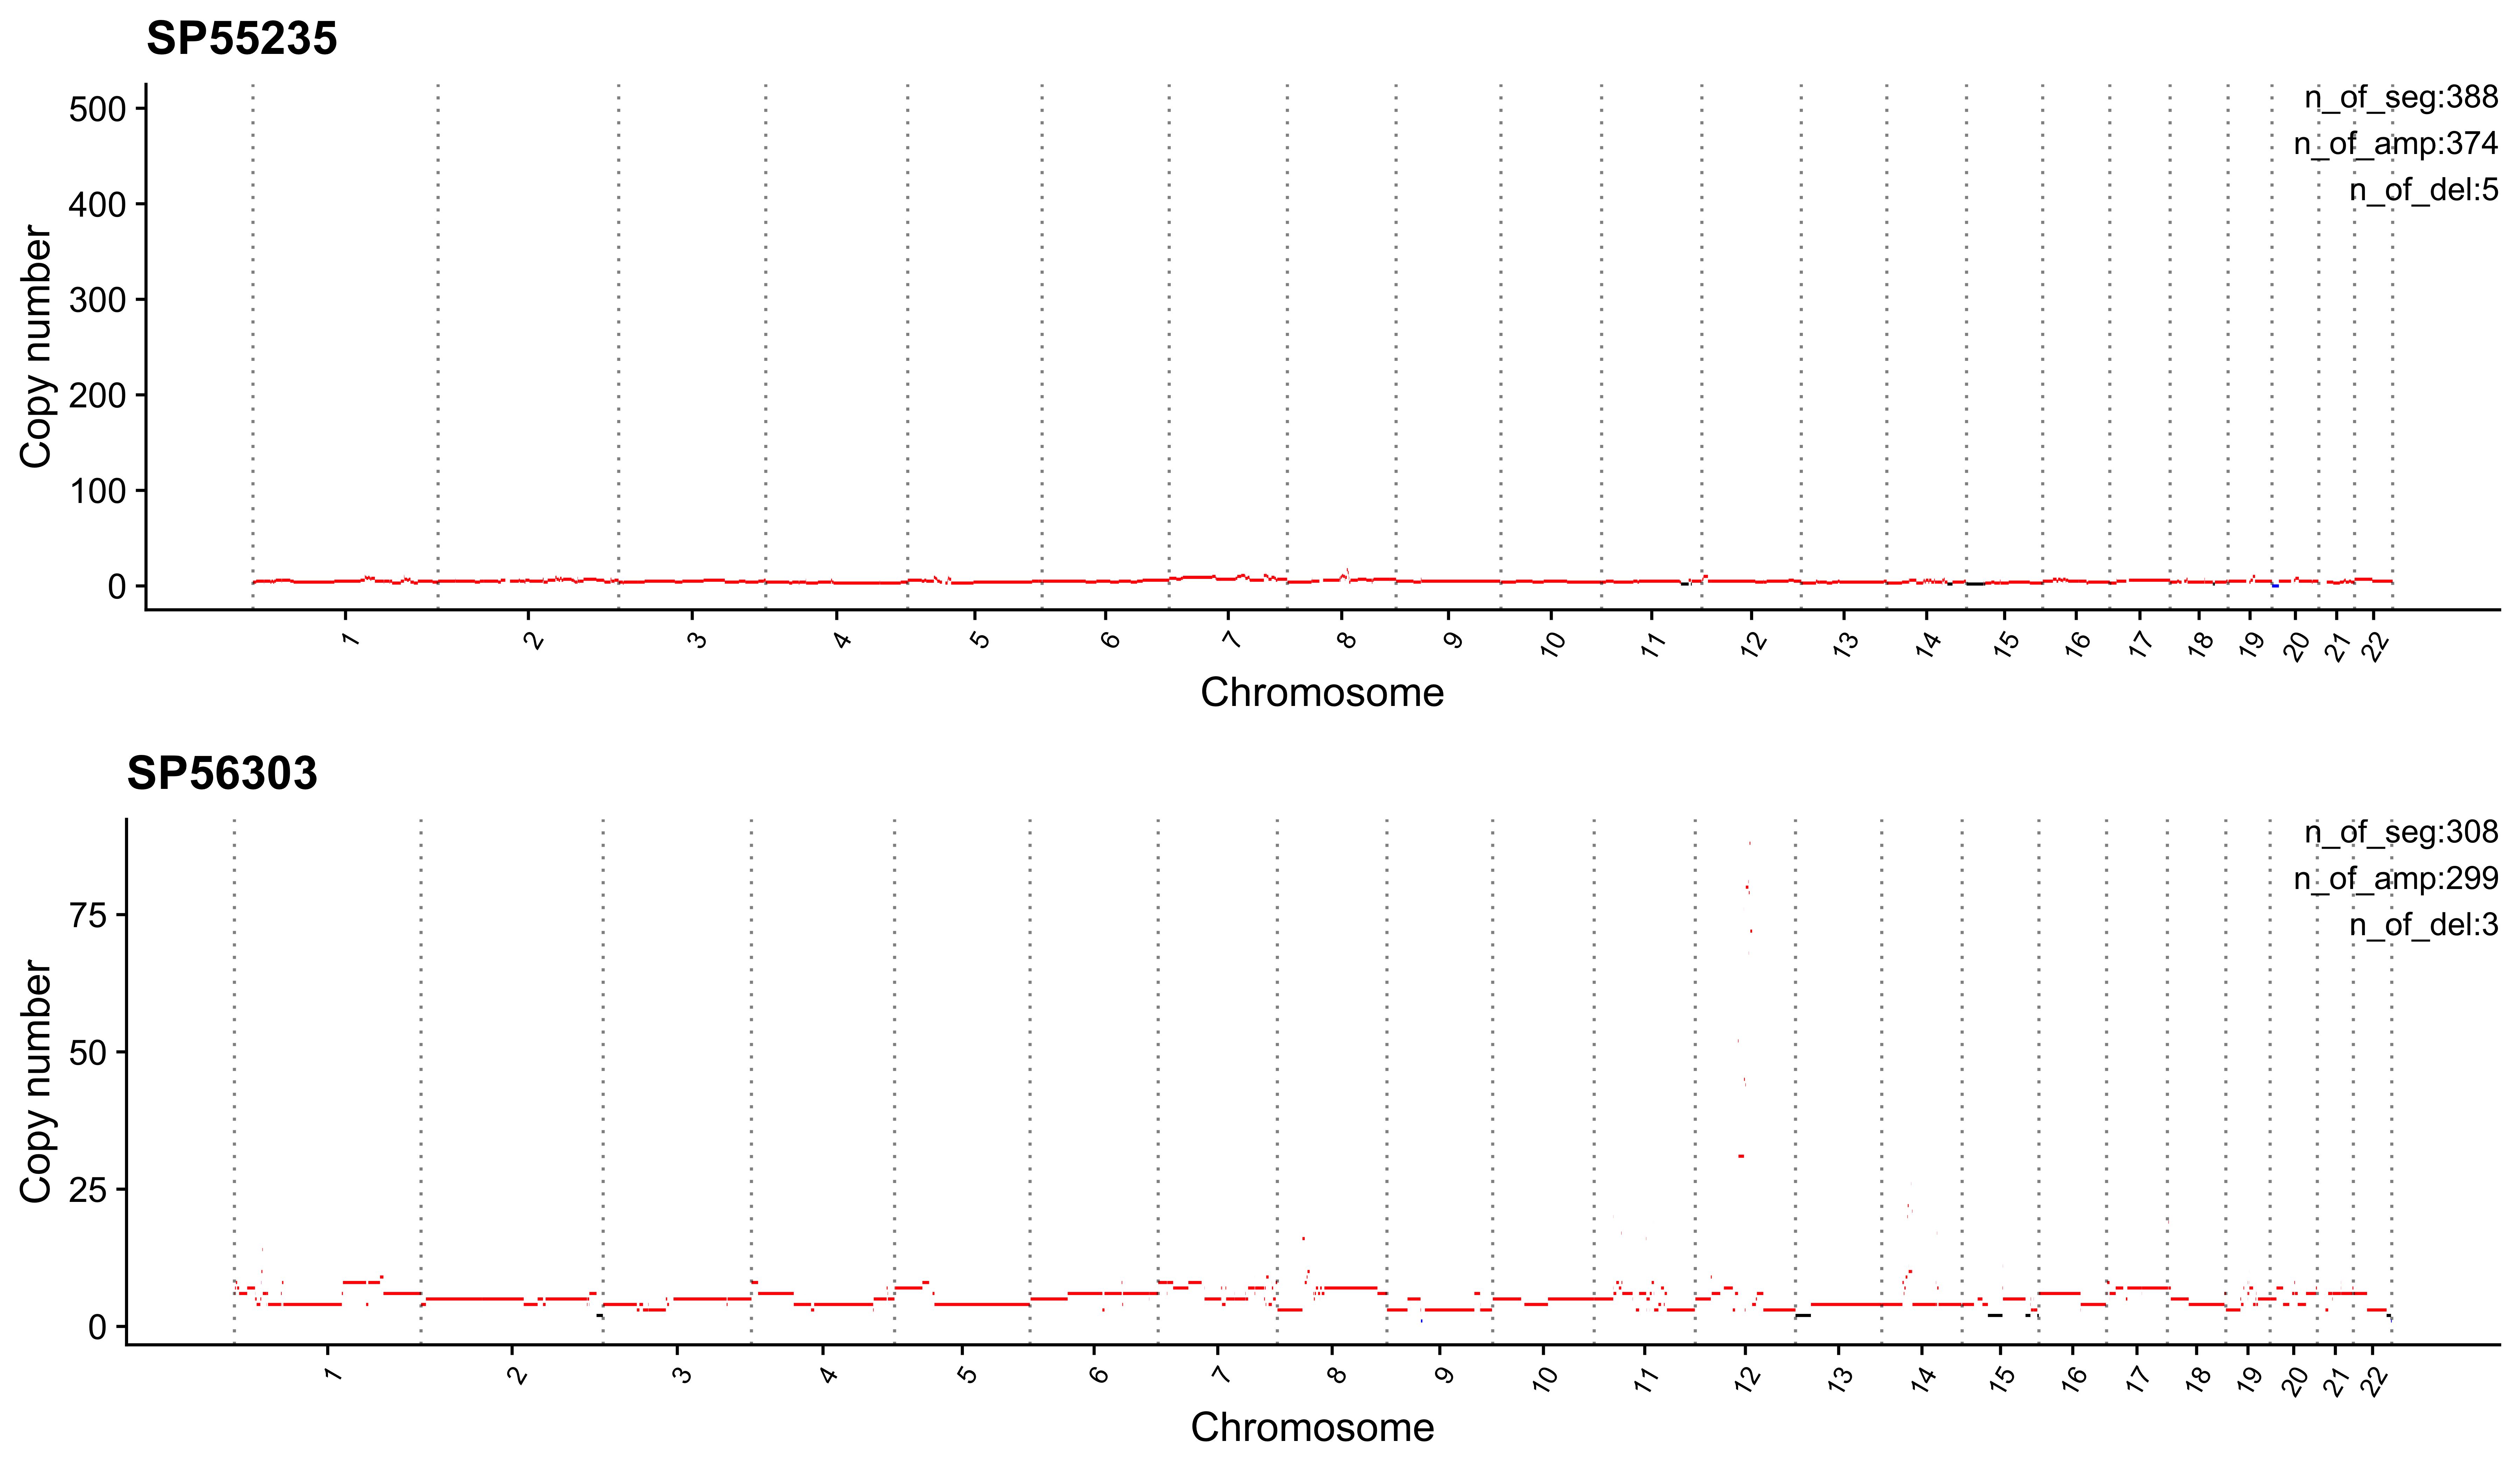 SP55235
n_of_seg:388
n_of_amp:374
n_of_del:5
500
400
300
200
100
0
Copy number
1 2 3 4 5 6 7 8 9 10 11 12 13 14 15 16 17 18 19 20 21 22
Chromosome
SP56303
n_of_seg:308
n_of_amp:299
n_of_del:3
75
50
25
0
Copy number
1 2 3 4 5 6 7 8 9 10 11 12 13 14 15 16 17 18 19 20 21 22
Chromosome